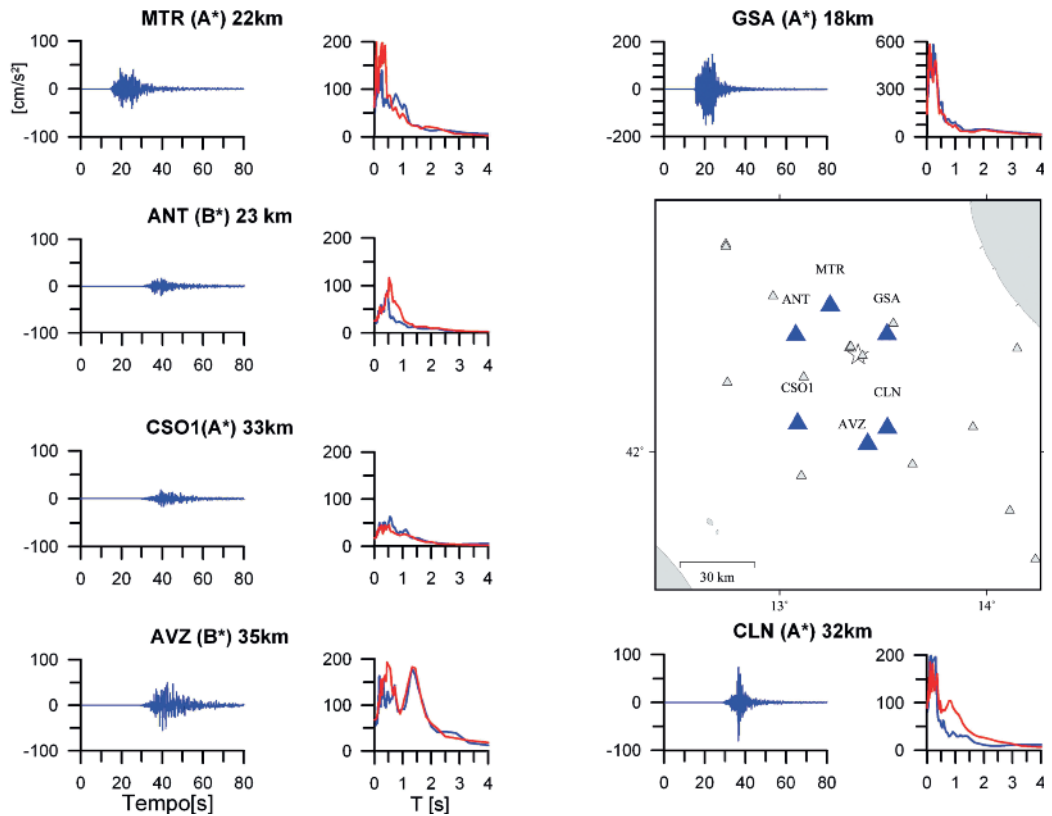 MTR (A*) 22km
GSA (A*) 18km
[cm/s²]
100
0
-100
0 20 40 60 80
200
100
0
0 1 2 3 4
200
0
-200
0 20 40 60 80
600
300
0
0 1 2 3 4
ANT (B*) 23 km
100
0
-100
0 20 40 60 80
200
100
0
0 1 2 3 4
CSO1(A*) 33km
100
0
-100
0 20 40 60 80
200
100
0
0 1 2 3 4
MTR
ANT
GSA
CSO1
CLN
AVZ
42°
30 km
13°
14°
AVZ (B*) 35km
100
0
-100
0 20 40 60 80
Tempo[s]
200
100
0
0 1 2 3 4
T [s]
CLN (A*) 32km
100
0
-100
0 20 40 60 80
200
100
0
0 1 2 3 4